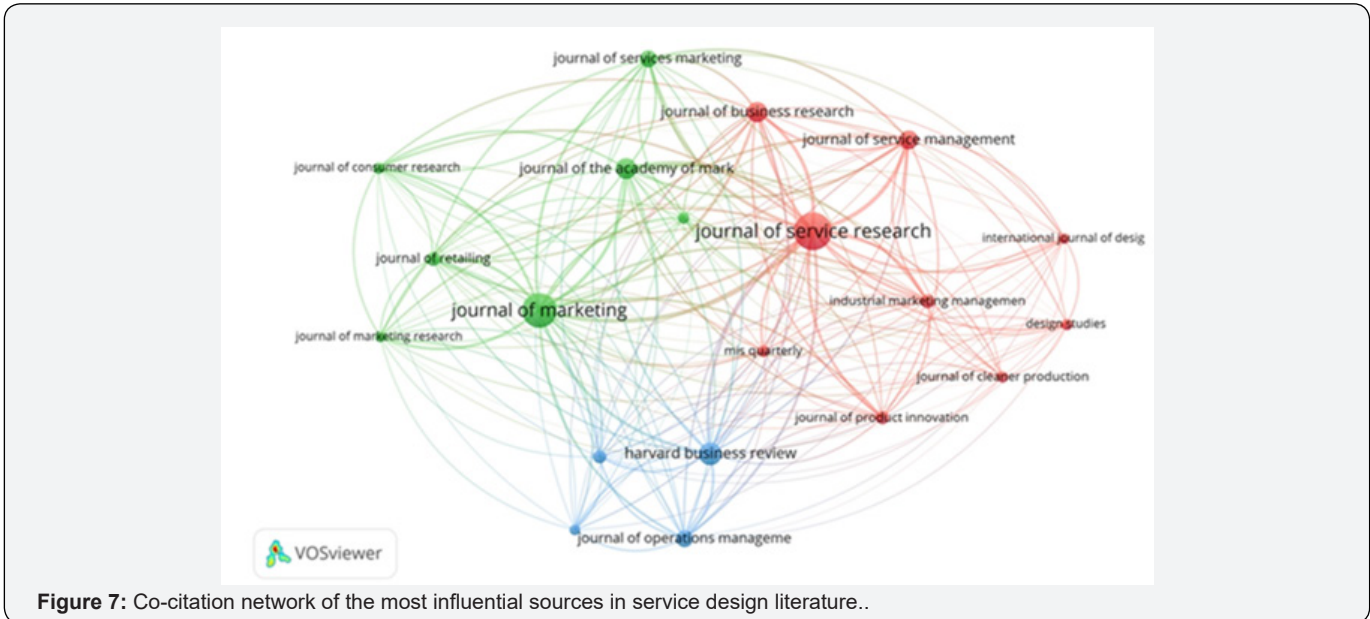 journal of services marketing
journal of business research
journal of service management
journal of consumer research
journal of the academy of mark
journal of service research
international journal of desig
journal of retailing
industrial marketing managemen
journal of marketing
design studies
journal of marketing research
mis quarterly
journal of cleaner production
journal of product innovation
harvard business review
journal of operations manageme
VOSviewer
Figure 7: Co-citation network of the most influential sources in service design literature..